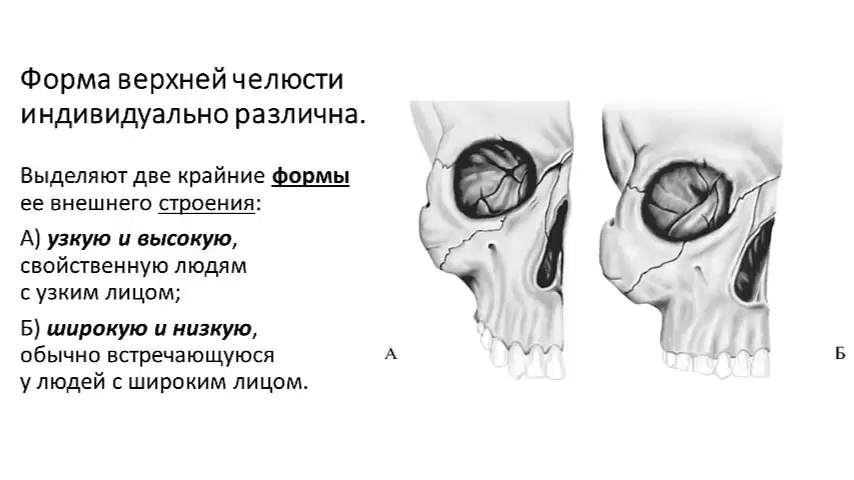 Форма верхней челюсти
индивидуально различна.
Выделяют две крайние формы
ее внешнего строения:
А) узкую и высокую,
свойственную людям
с узким лицом;
Б) широкую и низкую,
обычно встречающуюся
у людей с широким лицом.
А
Б